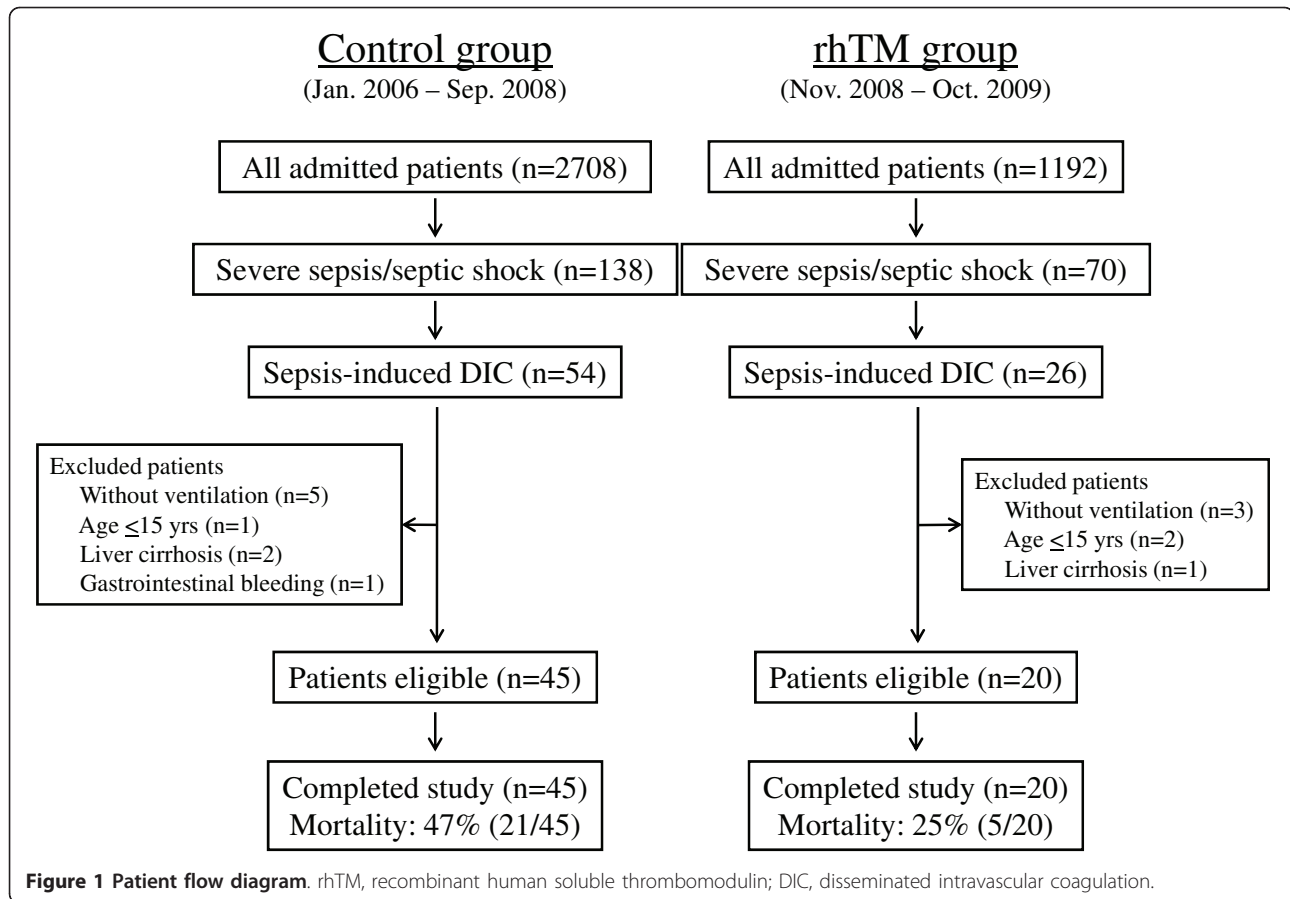 Control group
(Jan. 2006 – Sep. 2008)
All admitted patients (n=2708)
Severe sepsis/septic shock (n=138)
Sepsis-induced DIC (n=54)
Excluded patients
Without ventilation (n=5)
Age ≤15 yrs (n=1)
Liver cirrhosis (n=2)
Gastrointestinal bleeding (n=1)
Patients eligible (n=45)
Completed study (n=45)
Mortality: 47% (21/45)
rhTM group
(Nov. 2008 – Oct. 2009)
All admitted patients (n=1192)
Severe sepsis/septic shock (n=70)
Sepsis-induced DIC (n=26)
Excluded patients
Without ventilation (n=3)
Age ≤15 yrs (n=2)
Liver cirrhosis (n=1)
Patients eligible (n=20)
Completed study (n=20)
Mortality: 25% (5/20)
Figure 1 Patient flow diagram. rhTM, recombinant human soluble thrombomodulin; DIC, disseminated intravascular coagulation.